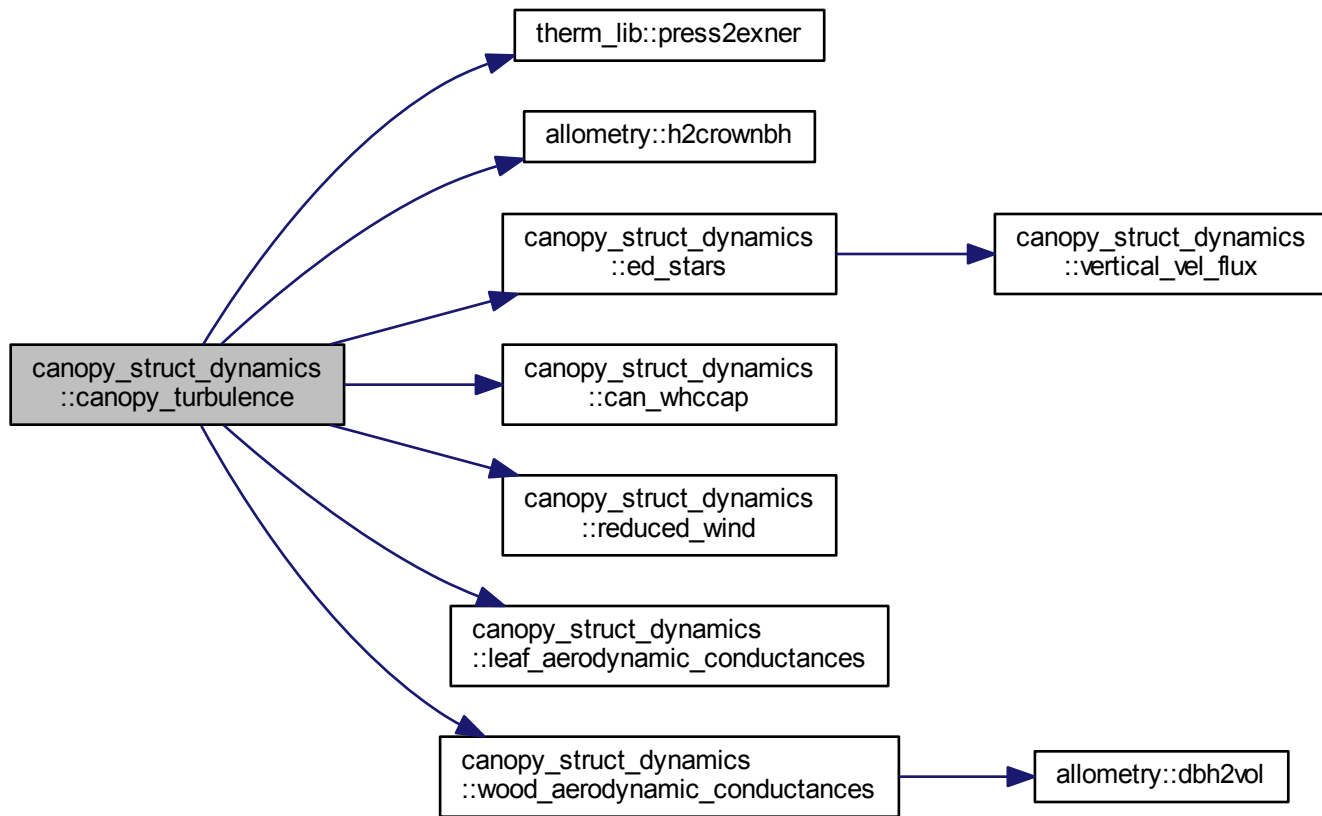 therm_lib::press2exner
allometry::h2crownbh
canopy_struct_dynamics
::ed_stars
canopy_struct_dynamics
::vertical_vel_flux
canopy_struct_dynamics
::canopy_turbulence
canopy_struct_dynamics
::can_whccap
canopy_struct_dynamics
::reduced_wind
canopy_struct_dynamics
::leaf_aerodynamic_conductances
canopy_struct_dynamics
::wood_aerodynamic_conductances
allometry::dbh2vol